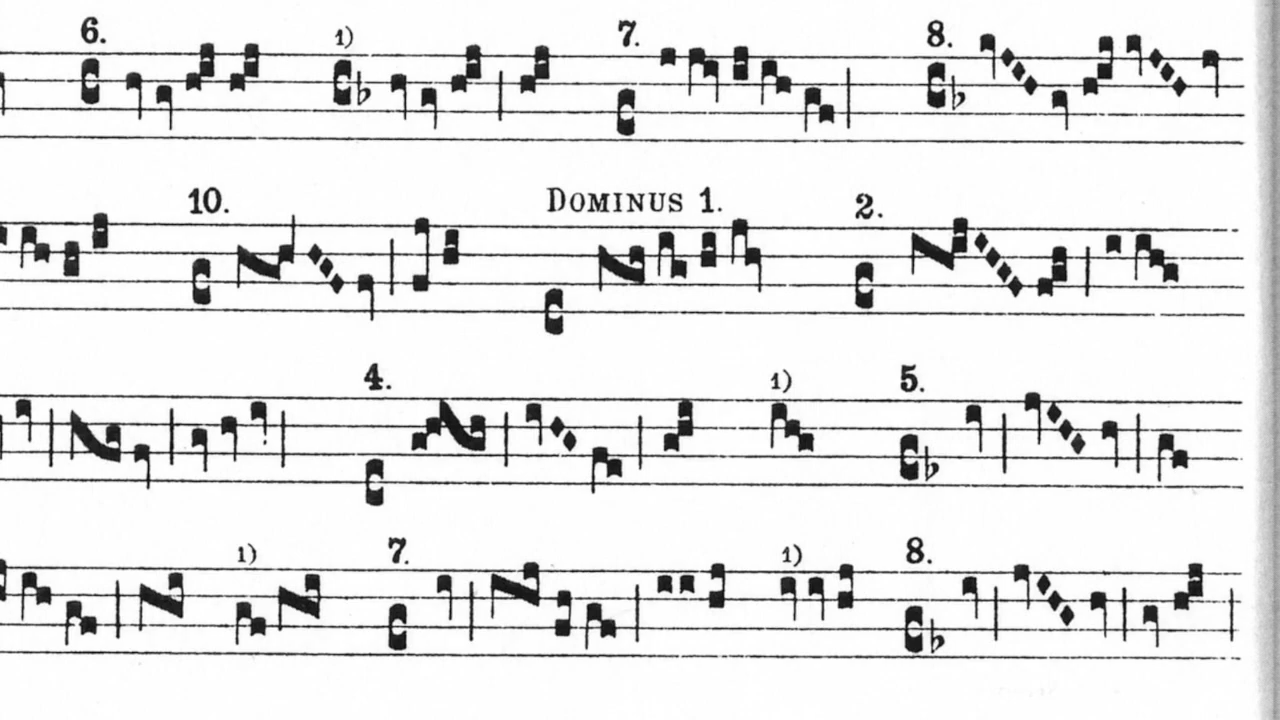 6. 1) 7. 8.
10. DOMINUS 1. 2.
4. 1) 5.
1) 7. 1) 8.